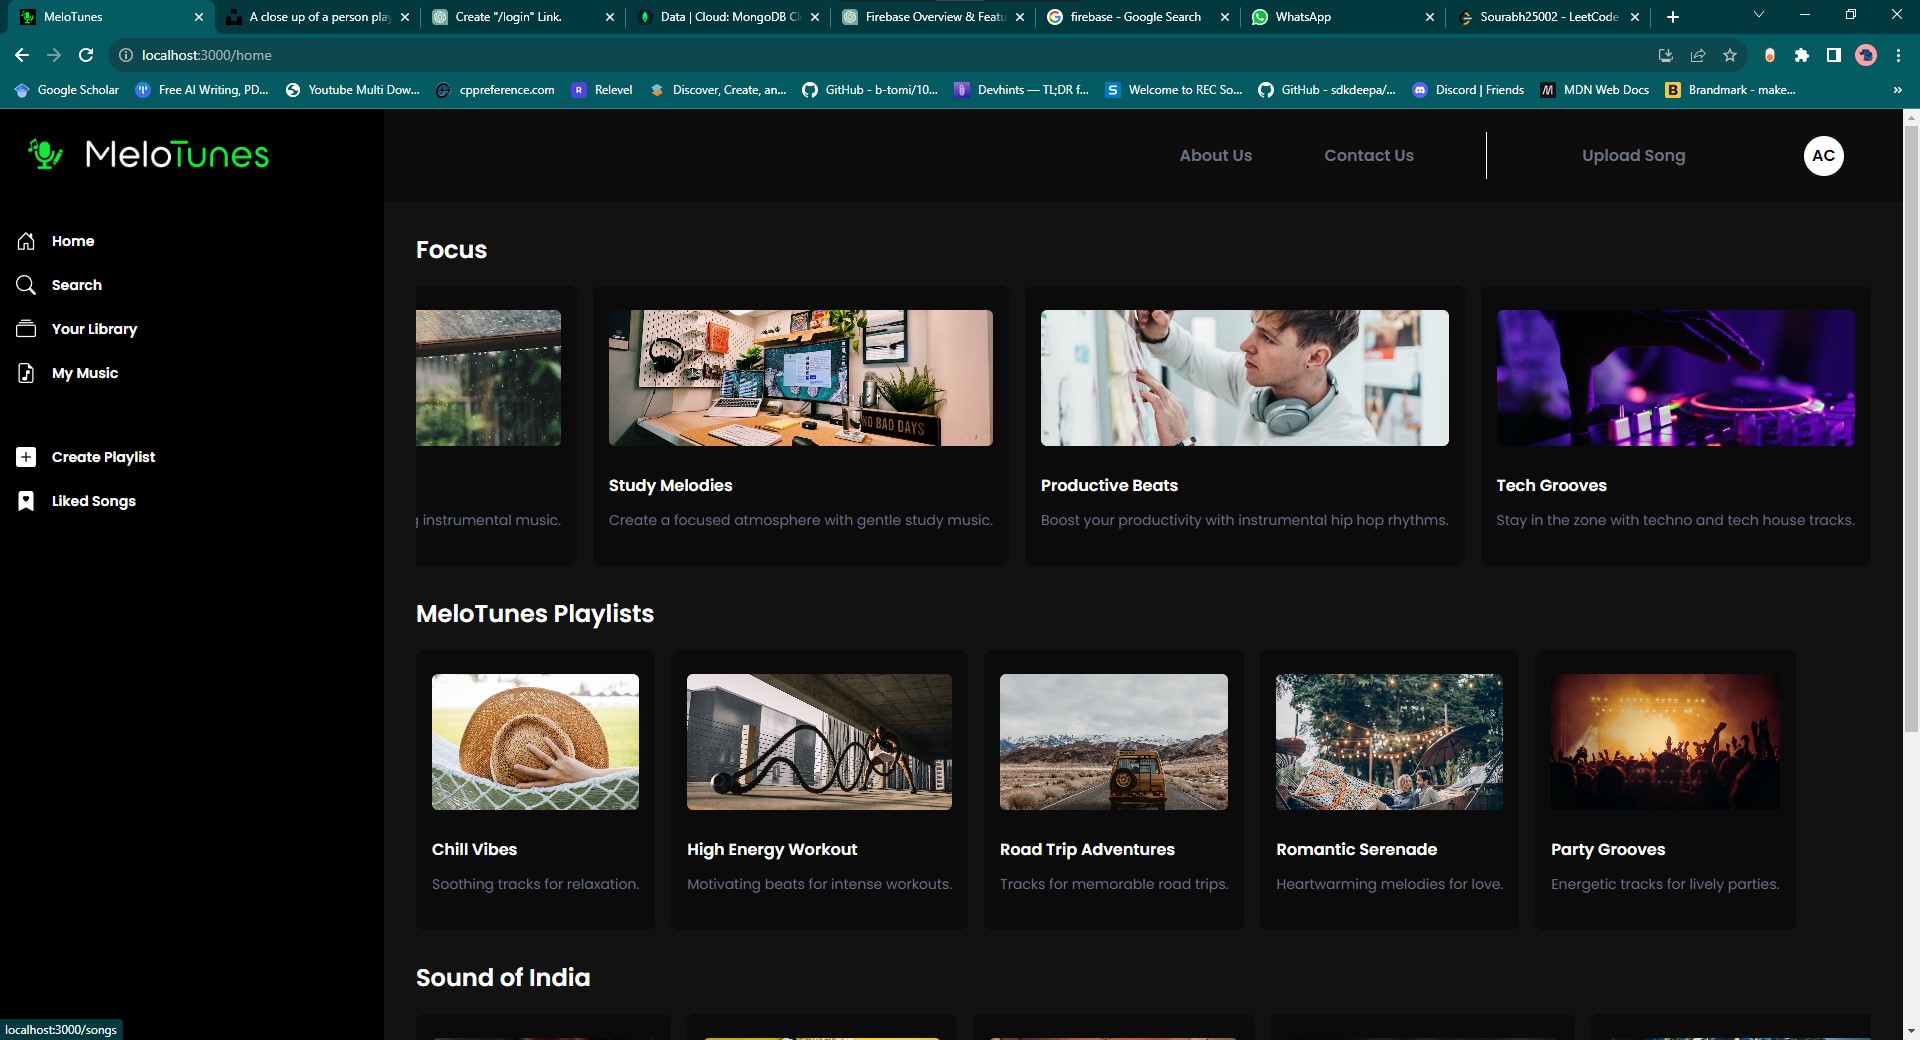 MeloTunes
A close up of a person pla
Create "/login" Link.
Data | Cloud: MongoDB Cl
Firebase Overview & Featu
firebase - Google Search
WhatsApp
Sourabh25002 - LeetCode
localhost:3000/home
Google Scholar
Free AI Writing, PD...
Youtube Multi Dow...
cppreference.com
Relevel
Discover, Create, an...
GitHub - b-tomi/10...
Devhints — TL;DR f...
Welcome to REC So...
GitHub - sdkdeepa/...
Discord | Friends
MDN Web Docs
Brandmark - make...
»
MeloTunes
About Us
Contact Us
Upload Song
AC
Home
Search
Your Library
My Music
Create Playlist
Liked Songs
Focus
instrumental music.
NO BAD DAYS
Study Melodies
Create a focused atmosphere with gentle study music.
Productive Beats
Boost your productivity with instrumental hip hop rhythms.
Tech Grooves
Stay in the zone with techno and tech house tracks.
MeloTunes Playlists
Chill Vibes
Soothing tracks for relaxation.
High Energy Workout
Motivating beats for intense workouts.
Road Trip Adventures
Tracks for memorable road trips.
Romantic Serenade
Heartwarming melodies for love.
Party Grooves
Energetic tracks for lively parties.
Sound of India
localhost:3000/songs